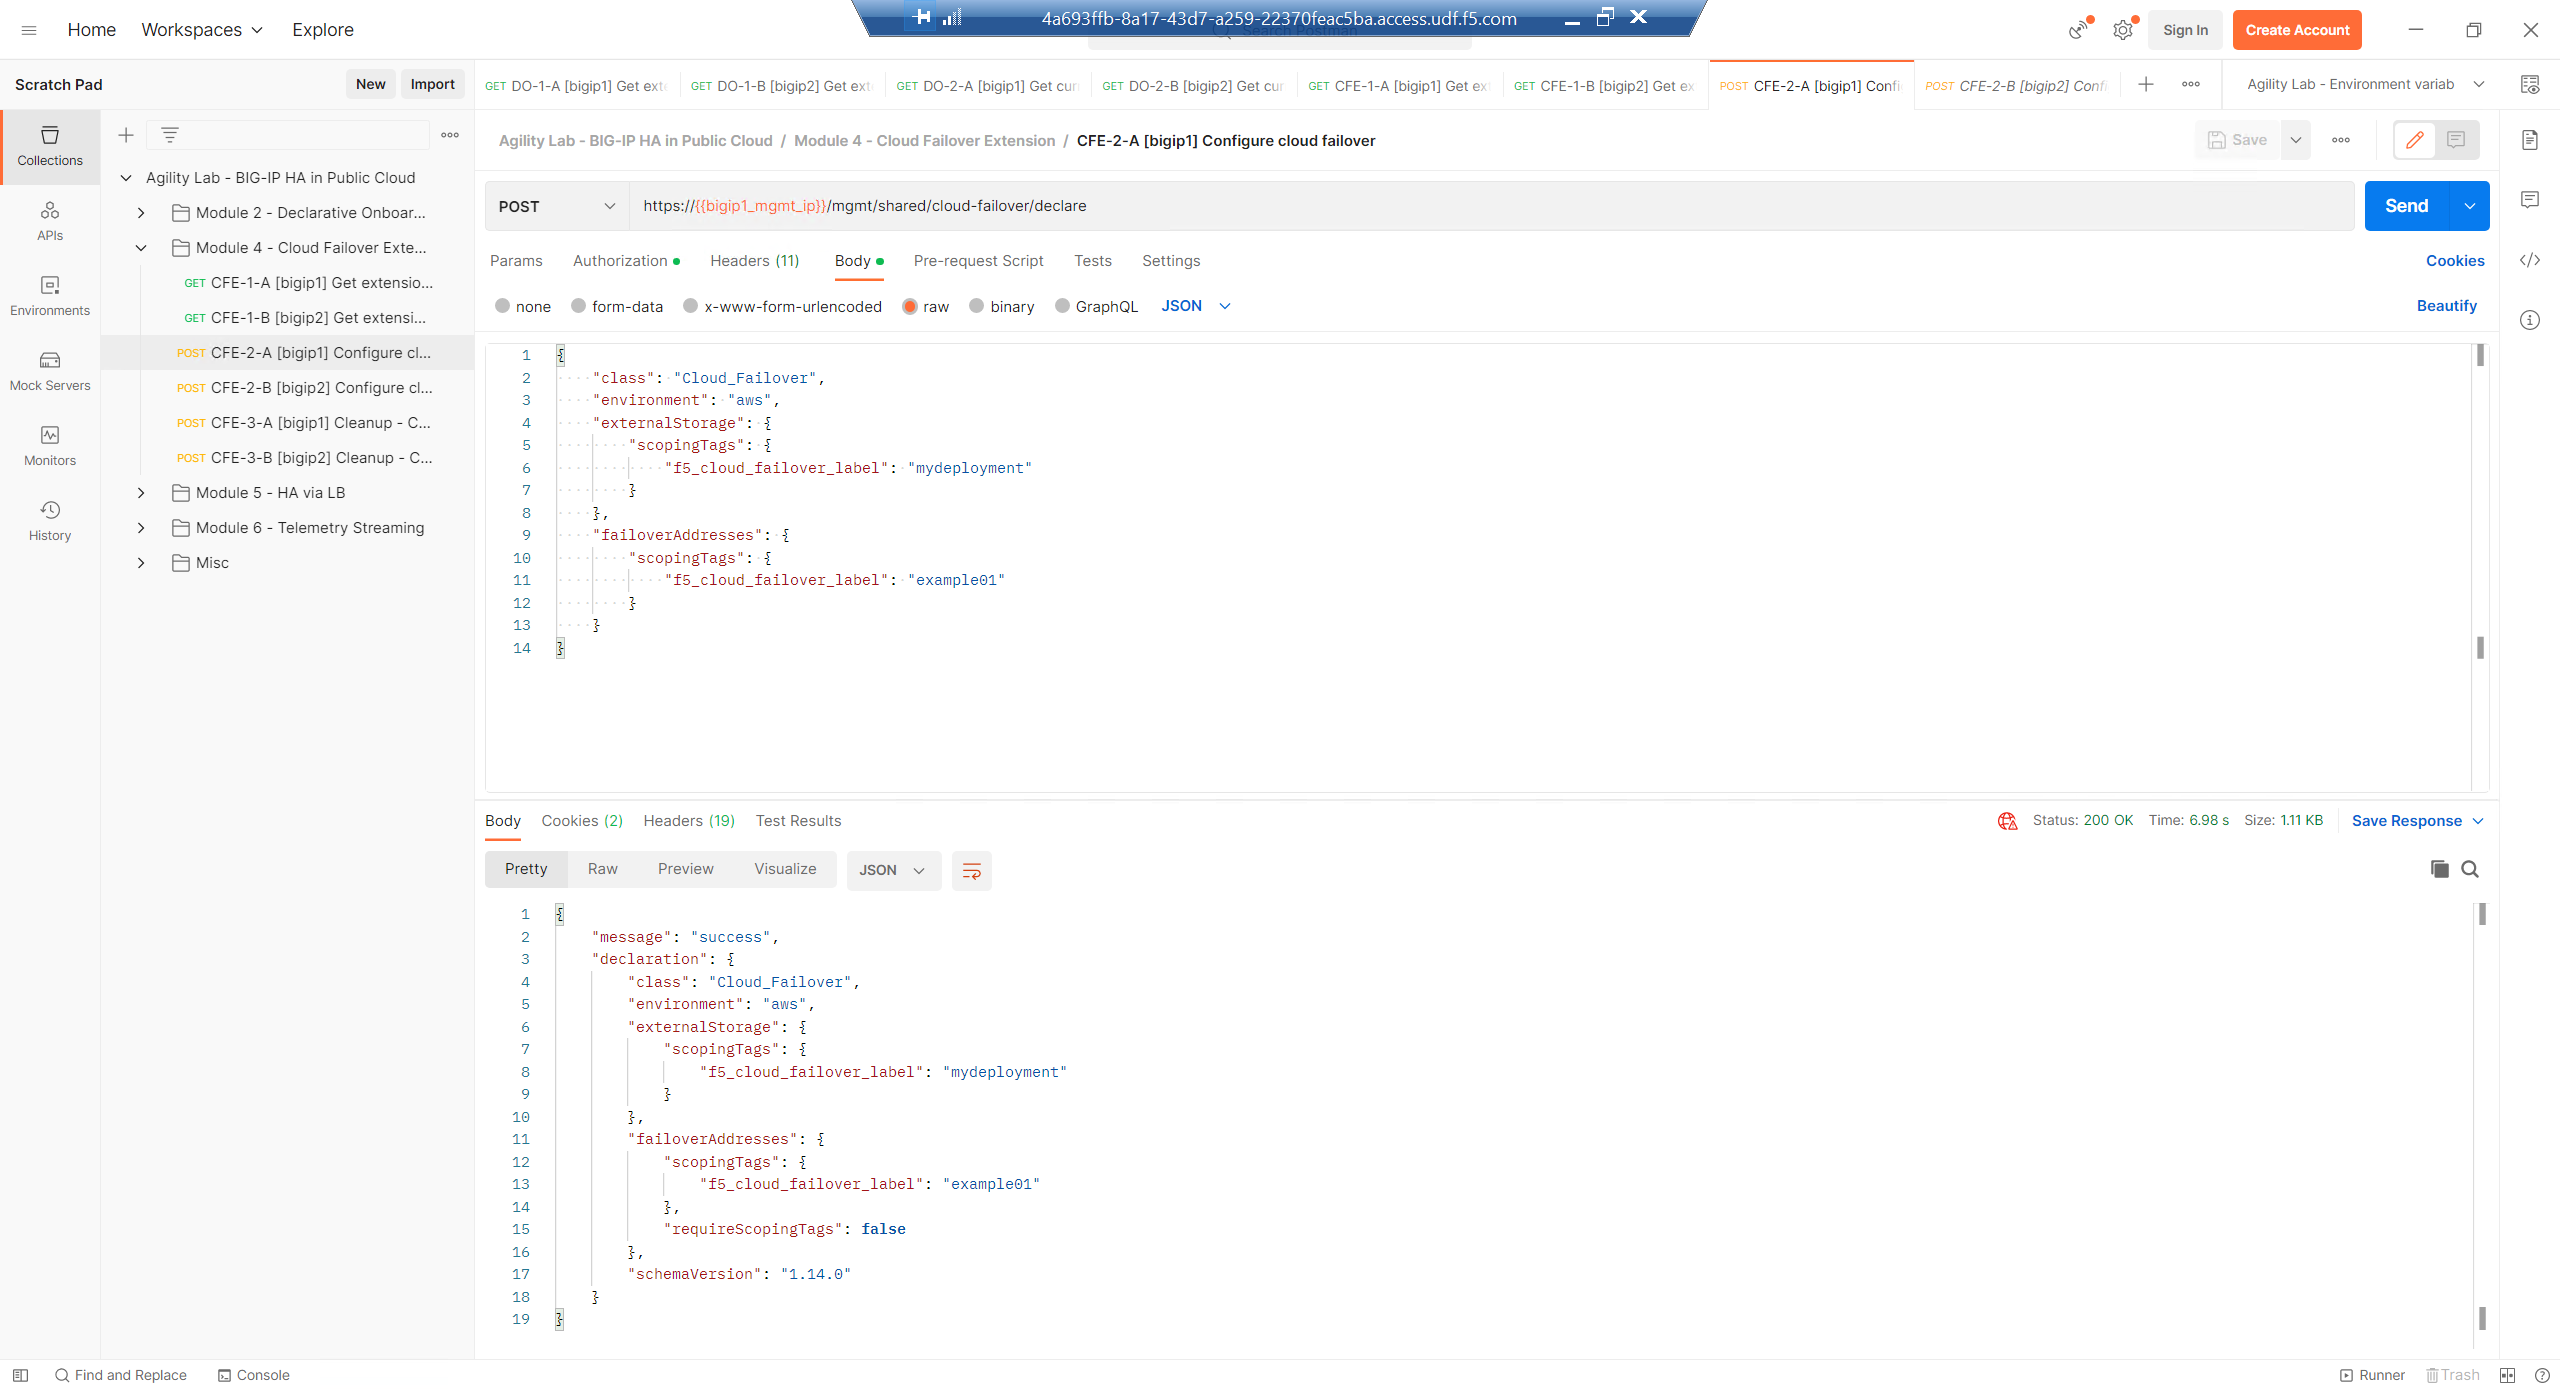 4a693ffb-8a17-43d7-a259-22370feac5ba.access.udf.f5.com
Home Workspaces Explore Search Postman Sign In Create Account
Scratch Pad New Import
GET DO-1-A [bigip1] Get exte
GET DO-1-B [bigip2] Get exte
GET DO-2-A [bigip1] Get cur
GET DO-2-B [bigip2] Get cur
GET CFE-1-A [bigip1] Get ex
GET CFE-1-B [bigip2] Get ex
POST CFE-2-A [bigip1] Confi
POST CFE-2-B [bigip2] Confi
Agility Lab - Environment variab
Collections
APIs
Environments
Mock Servers
Monitors
History
Agility Lab - BIG-IP HA in Public Cloud
Module 2 - Declarative Onboar...
Module 4 - Cloud Failover Exte...
GET CFE-1-A [bigip1] Get extensio...
GET CFE-1-B [bigip2] Get extensi...
POST CFE-2-A [bigip1] Configure cl...
POST CFE-2-B [bigip2] Configure cl...
POST CFE-3-A [bigip1] Cleanup - C...
POST CFE-3-B [bigip2] Cleanup - C...
Module 5 - HA via LB
Module 6 - Telemetry Streaming
Misc
Agility Lab - BIG-IP HA in Public Cloud / Module 4 - Cloud Failover Extension / CFE-2-A [bigip1] Configure cloud failover
Save
POST https://{{bigip1_mgmt_ip}}/mgmt/shared/cloud-failover/declare Send
Params Authorization Headers (11) Body Pre-request Script Tests Settings Cookies
none form-data x-www-form-urlencoded raw binary GraphQL JSON Beautify
1 {
2 "class": "Cloud_Failover",
3 "environment": "aws",
4 "externalStorage": {
5 "scopingTags": {
6 "f5_cloud_failover_label": "mydeployment"
7 }
8 },
9 "failoverAddresses": {
10 "scopingTags": {
11 "f5_cloud_failover_label": "example01"
12 }
13 }
14 }
Body Cookies (2) Headers (19) Test Results Status: 200 OK Time: 6.98 s Size: 1.11 KB Save Response
Pretty Raw Preview Visualize JSON
1 {
2 "message": "success",
3 "declaration": {
4 "class": "Cloud_Failover",
5 "environment": "aws",
6 "externalStorage": {
7 "scopingTags": {
8 "f5_cloud_failover_label": "mydeployment"
9 }
10 },
11 "failoverAddresses": {
12 "scopingTags": {
13 "f5_cloud_failover_label": "example01"
14 },
15 "requireScopingTags": false
16 },
17 "schemaVersion": "1.14.0"
18 }
19 }
Find and Replace Console Runner Trash